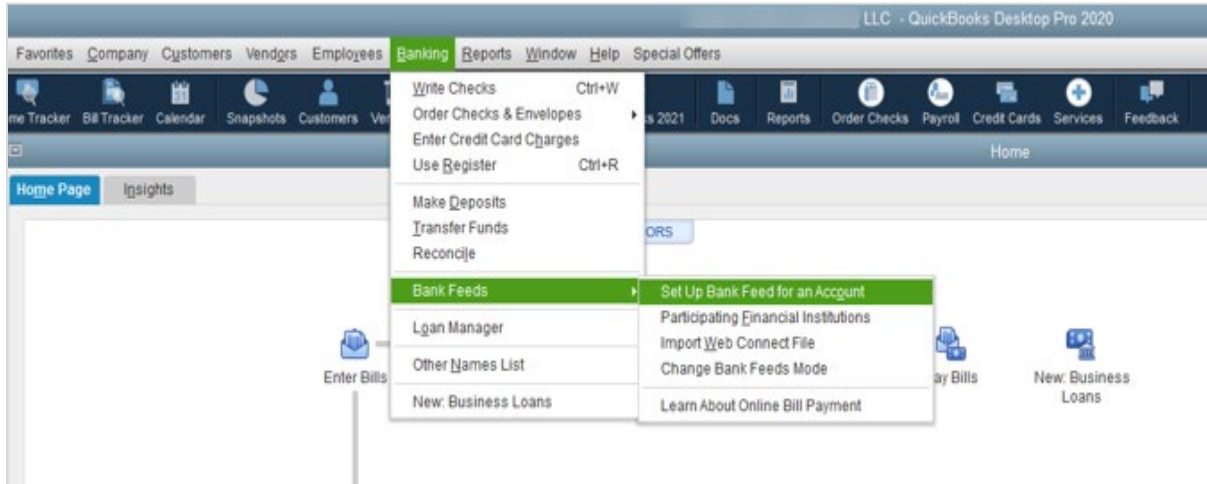 LLC - QuickBooks Desktop Pro 2020
Favorites Company Customers Vendors Employees Banking Reports Window Help Special Offers
me Tracker Bill Tracker Calendar Snapshots Customers Ver s 2021 Docs Reports Order Checks Payroll Credit Cards Services Feedback
Home
Home Page Insights
Write Checks Ctrl+W
Order Checks & Envelopes
Enter Credit Card Charges
Use Register Ctrl+R
Make Deposits
Transfer Funds
Reconcile
Bank Feeds
Loan Manager
Other Names List
New: Business Loans
ORS
Set Up Bank Feed for an Account
Participating Financial Institutions
Import Web Connect File
Change Bank Feeds Mode
Learn About Online Bill Payment
Enter Bills
ay Bills
New: Business
Loans